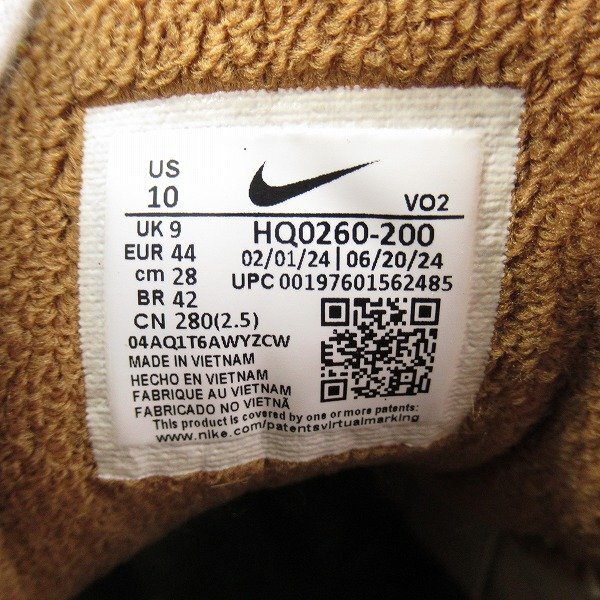 US
10
VO2
UK 9
EUR 44
cm 28
BR 42
CN 280(2.5)
HQ0260-200
02/01/24 | 06/20/24
UPC 00197601562485
04AQ1T6AWYZCW
MADE IN VIETNAM
HECHO EN VIETNAM
FABRIQUE AU VIETNAM
FABRICADO NO VIETNÃ
This product is covered by one or more patents:
www.nike.com/patentsvirtualmarking